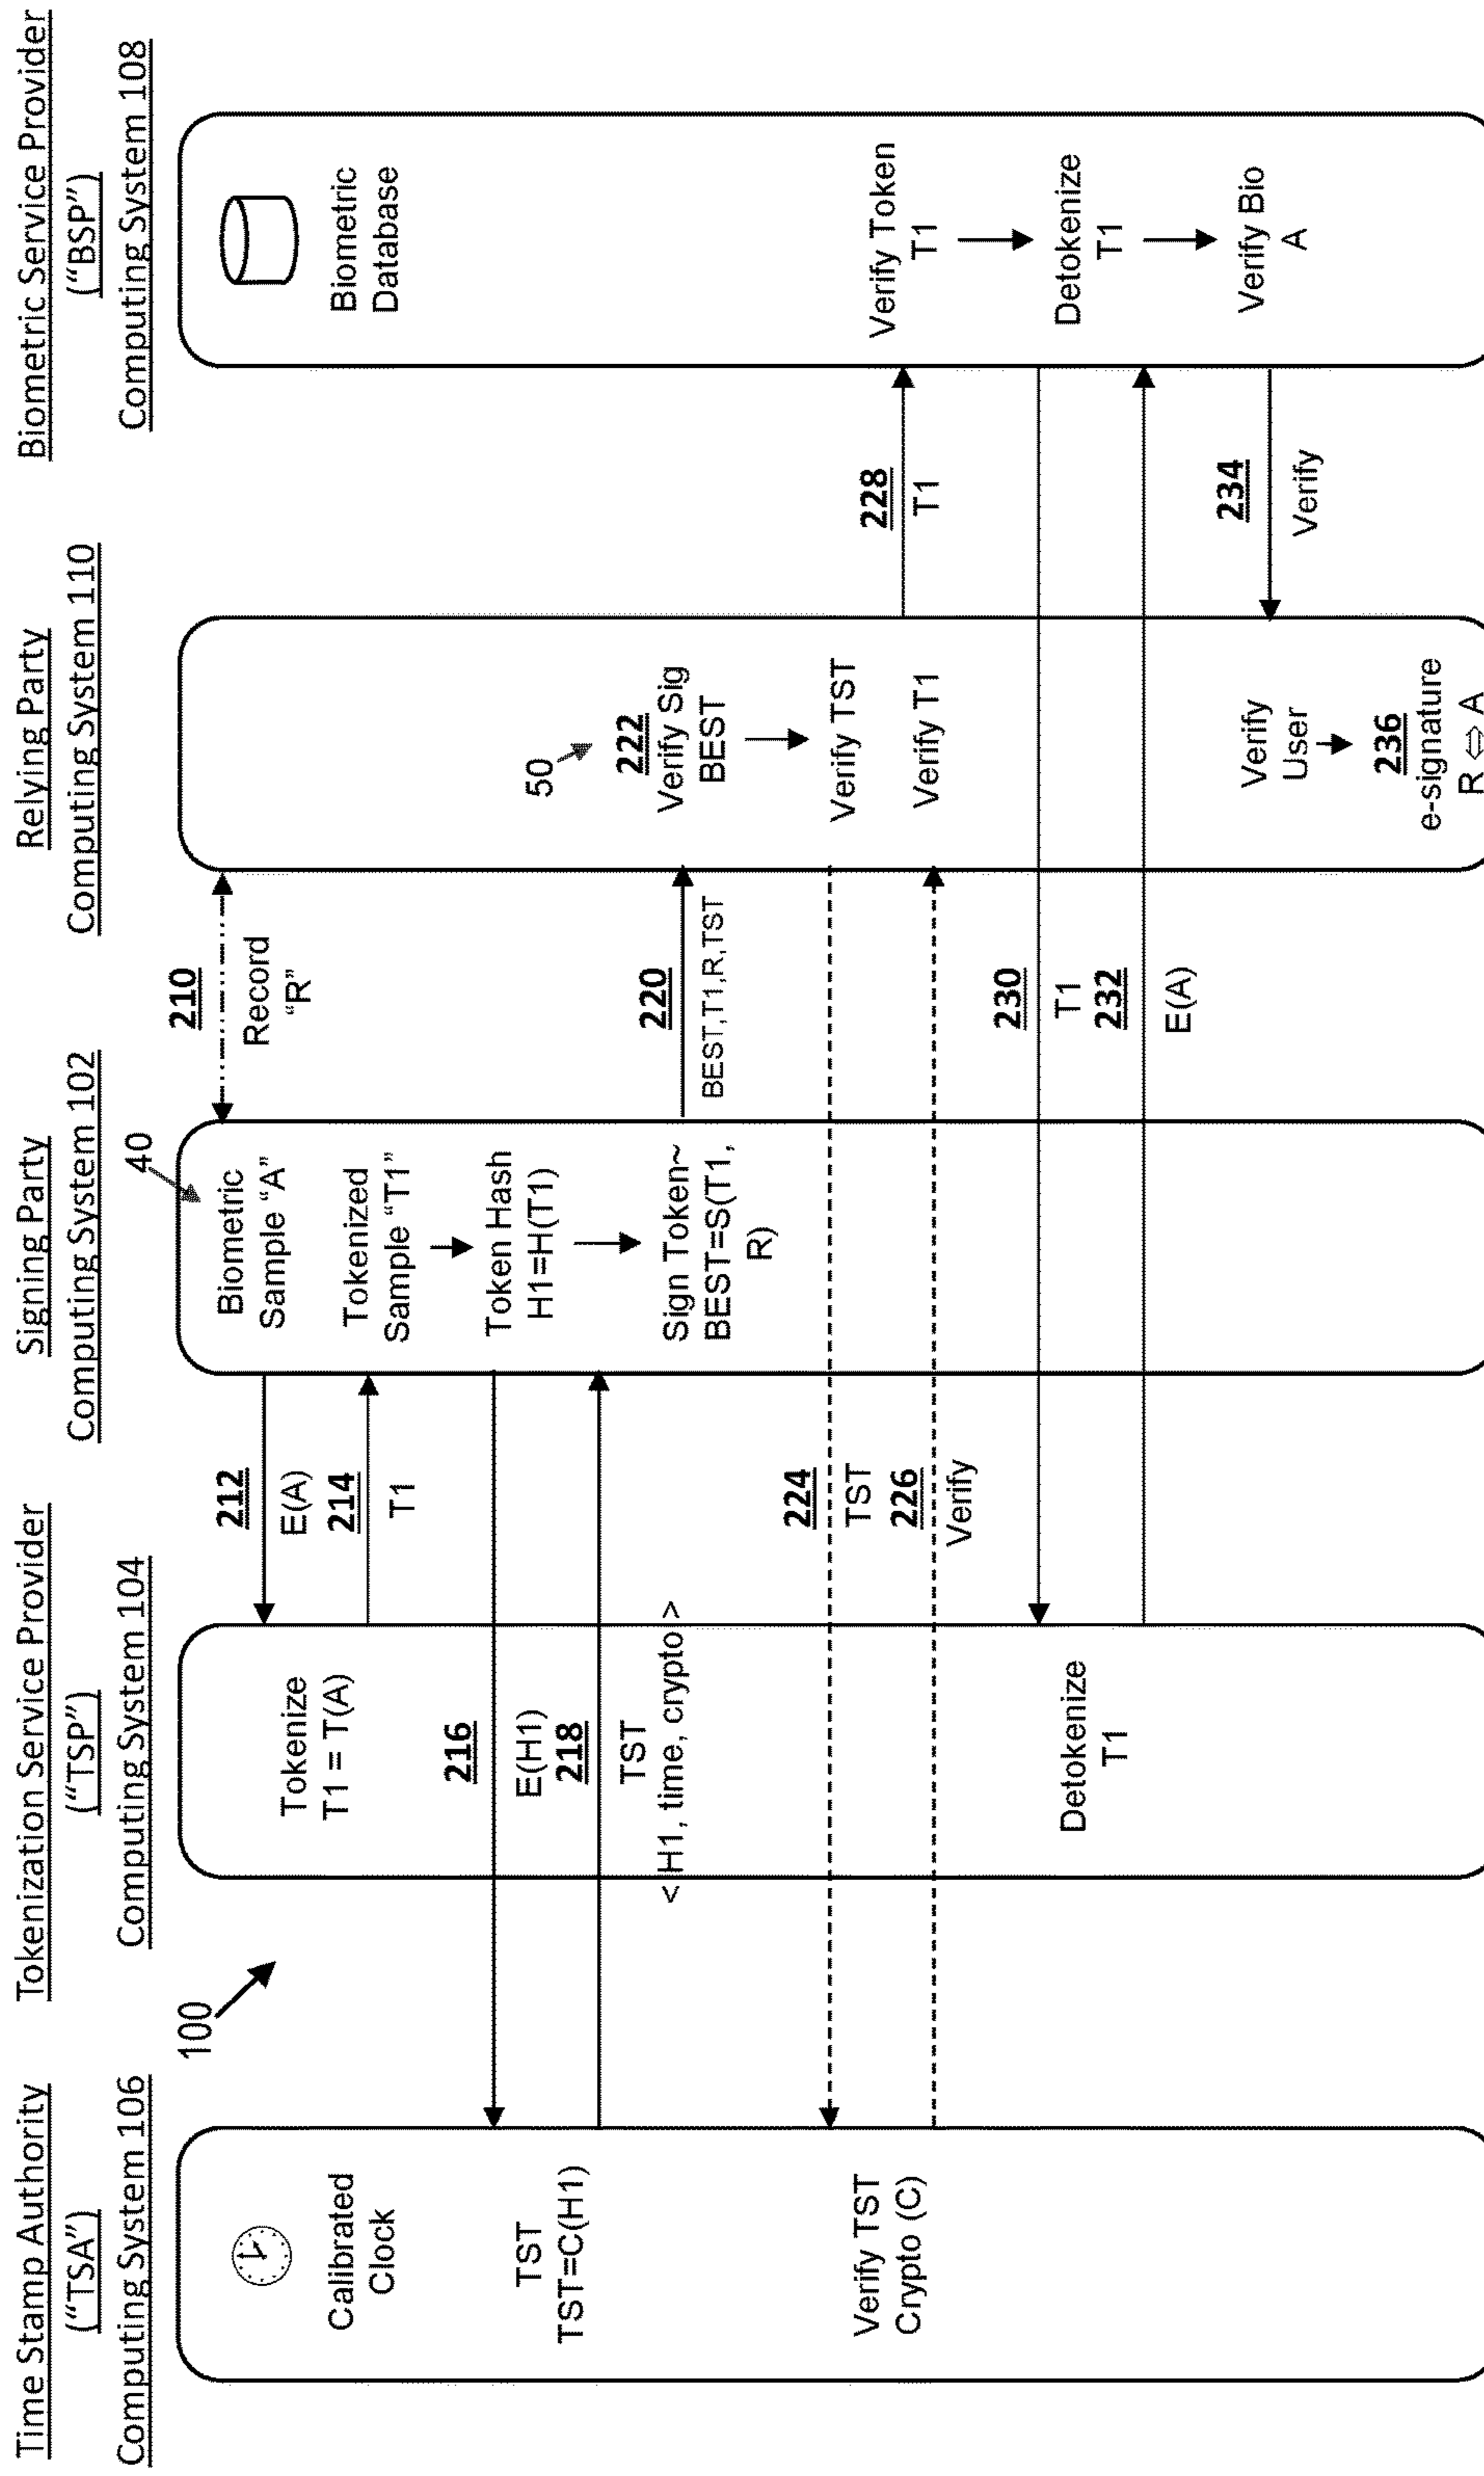 Time Stamp Authority
("TSA")
Computing System 106
Tokenization Service Provider
("TSP")
Computing System 104
Signing Party
Computing System 102
Relying Party
Computing System 110
Biometric Service Provider
("BSP")
Computing System 108
100
Calibrated
Clock
TST
TST=C(H1)
Verify TST
Crypto (C)
Tokenize
T1 = T(A)
216
E(H1)
218
TST
< H1, time, crypto >
Detokenize
T1
212
E(A)
214
T1
224
TST
226
Verify
40
Biometric
Sample "A"
Tokenized
Sample "T1"
Token Hash
H1=H(T1)
Sign Token~
BEST=S(T1,
R)
210
Record
"R"
220
BEST,T1,R,TST
230
T1
232
E(A)
50
222
Verify Sig
BEST
Verify TST
Verify T1
Verify
User
236
e-signature
R ⇔ A
228
T1
234
Verify
Biometric
Database
Verify Token
T1
Detokenize
T1
Verify Bio
A